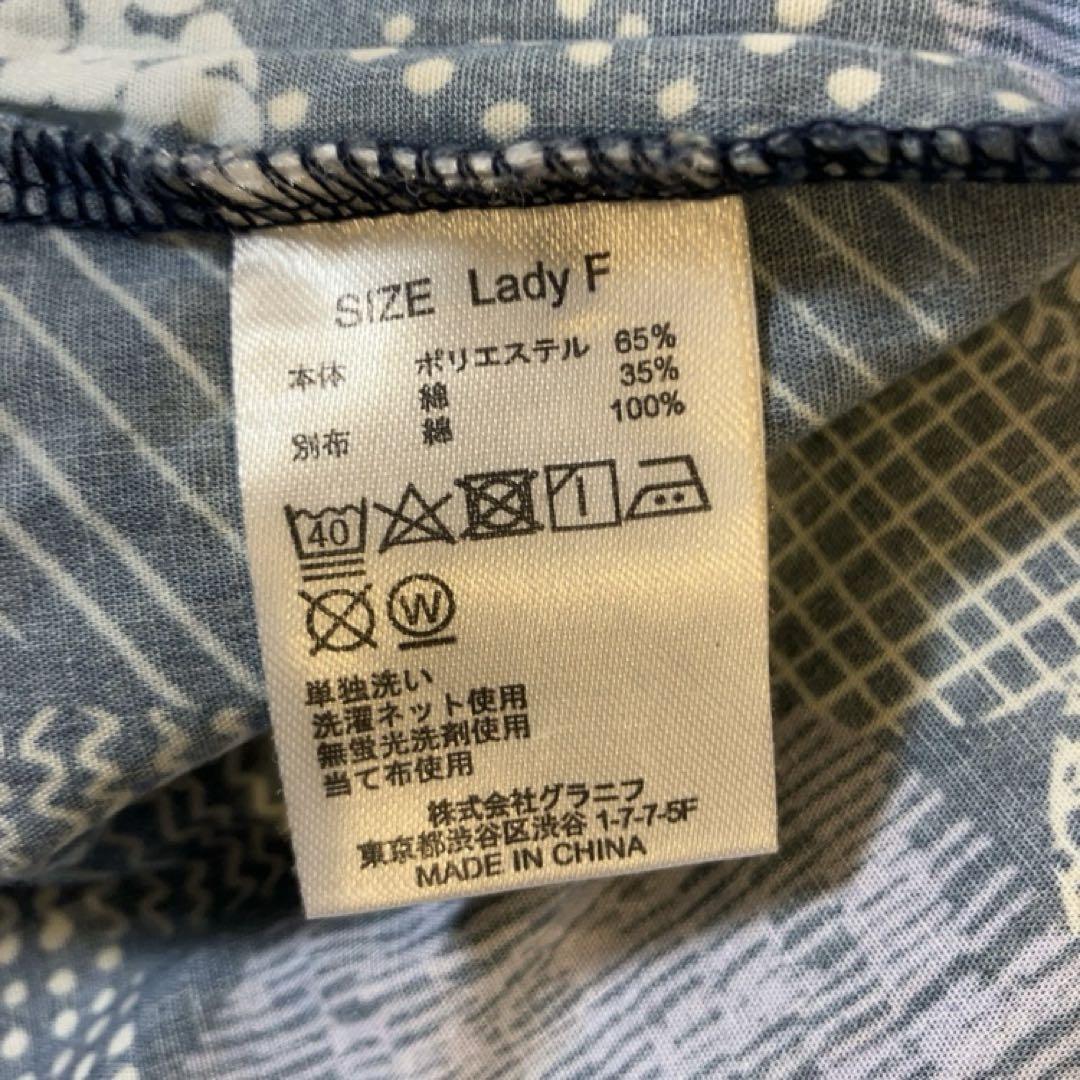 SIZE Lady F
本体 ポリエステル 65%
綿 35%
別布 綿 100%
40
W
単独洗い
洗濯ネット使用
無蛍光洗剤使用
当て布使用
株式会社グラニフ
東京都渋谷区渋谷 1-7-7-5F
MADE IN CHINA